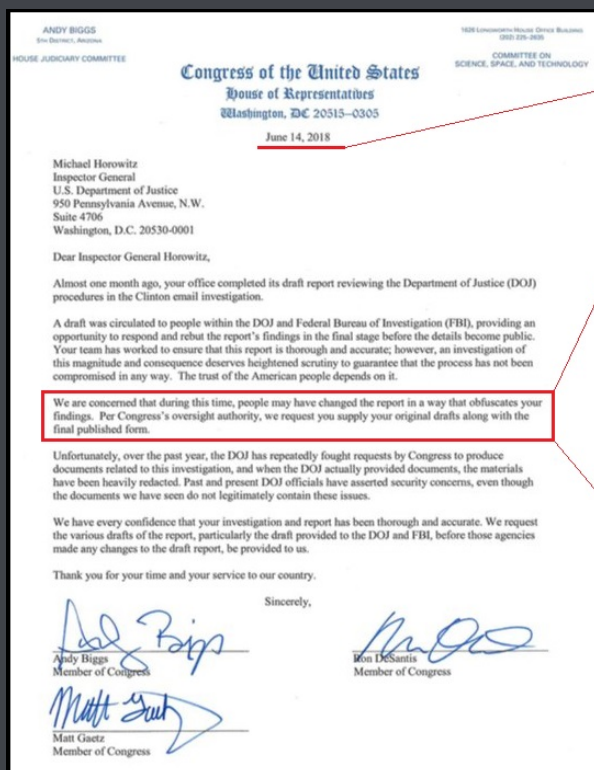 ANDY BIGGS
5TH DISTRICT, ARIZONA
HOUSE JUDICIARY COMMITTEE
1626 LONGWORTH HOUSE OFFICE BUILDING
(202) 225-2635
COMMITTEE ON
SCIENCE, SPACE, AND TECHNOLOGY
Congress of the United States
House of Representatives
Washington, DC 20515–0305
June 14, 2018
Michael Horowitz
Inspector General
U.S. Department of Justice
950 Pennsylvania Avenue, N.W.
Suite 4706
Washington, D.C. 20530-0001
Dear Inspector General Horowitz,
Almost one month ago, your office completed its draft report reviewing the Department of Justice (DOJ)
procedures in the Clinton email investigation.
A draft was circulated to people within the DOJ and Federal Bureau of Investigation (FBI), providing an
opportunity to respond and rebut the report's findings in the final stage before the details become public.
Your team has worked to ensure that this report is thorough and accurate; however, an investigation of
this magnitude and consequence deserves heightened scrutiny to guarantee that the process has not been
compromised in any way. The trust of the American people depends on it.
We are concerned that during this time, people may have changed the report in a way that obfuscates your
findings. Per Congress's oversight authority, we request you supply your original drafts along with the
final published form.
Unfortunately, over the past year, the DOJ has repeatedly fought requests by Congress to produce
documents related to this investigation, and when the DOJ actually provided documents, the materials
have been heavily redacted. Past and present DOJ officials have asserted security concerns, even though
the documents we have seen do not legitimately contain these issues.
We have every confidence that your investigation and report has been thorough and accurate. We request
the various drafts of the report, particularly the draft provided to the DOJ and FBI, before those agencies
made any changes to the draft report, be provided to us.
Thank you for your time and your service to our country.
Sincerely,
Andy Biggs
Andy Biggs
Member of Congress
Ron DeSantis
Member of Congress
Matt Gaetz
Matt Gaetz
Member of Congress